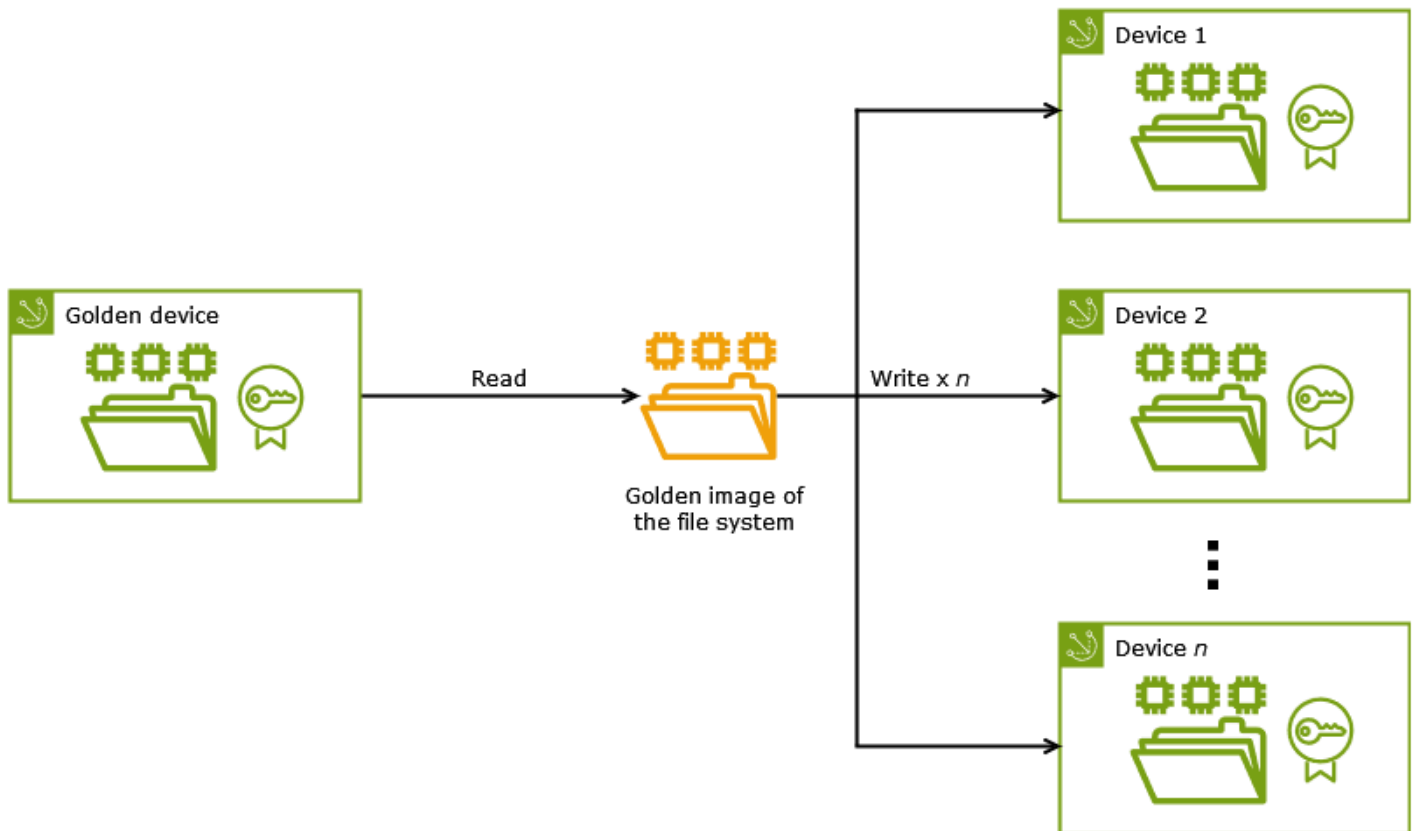 Device 1
Golden device
Device 2
Read
Write x n
Golden image of
the file system
Device n